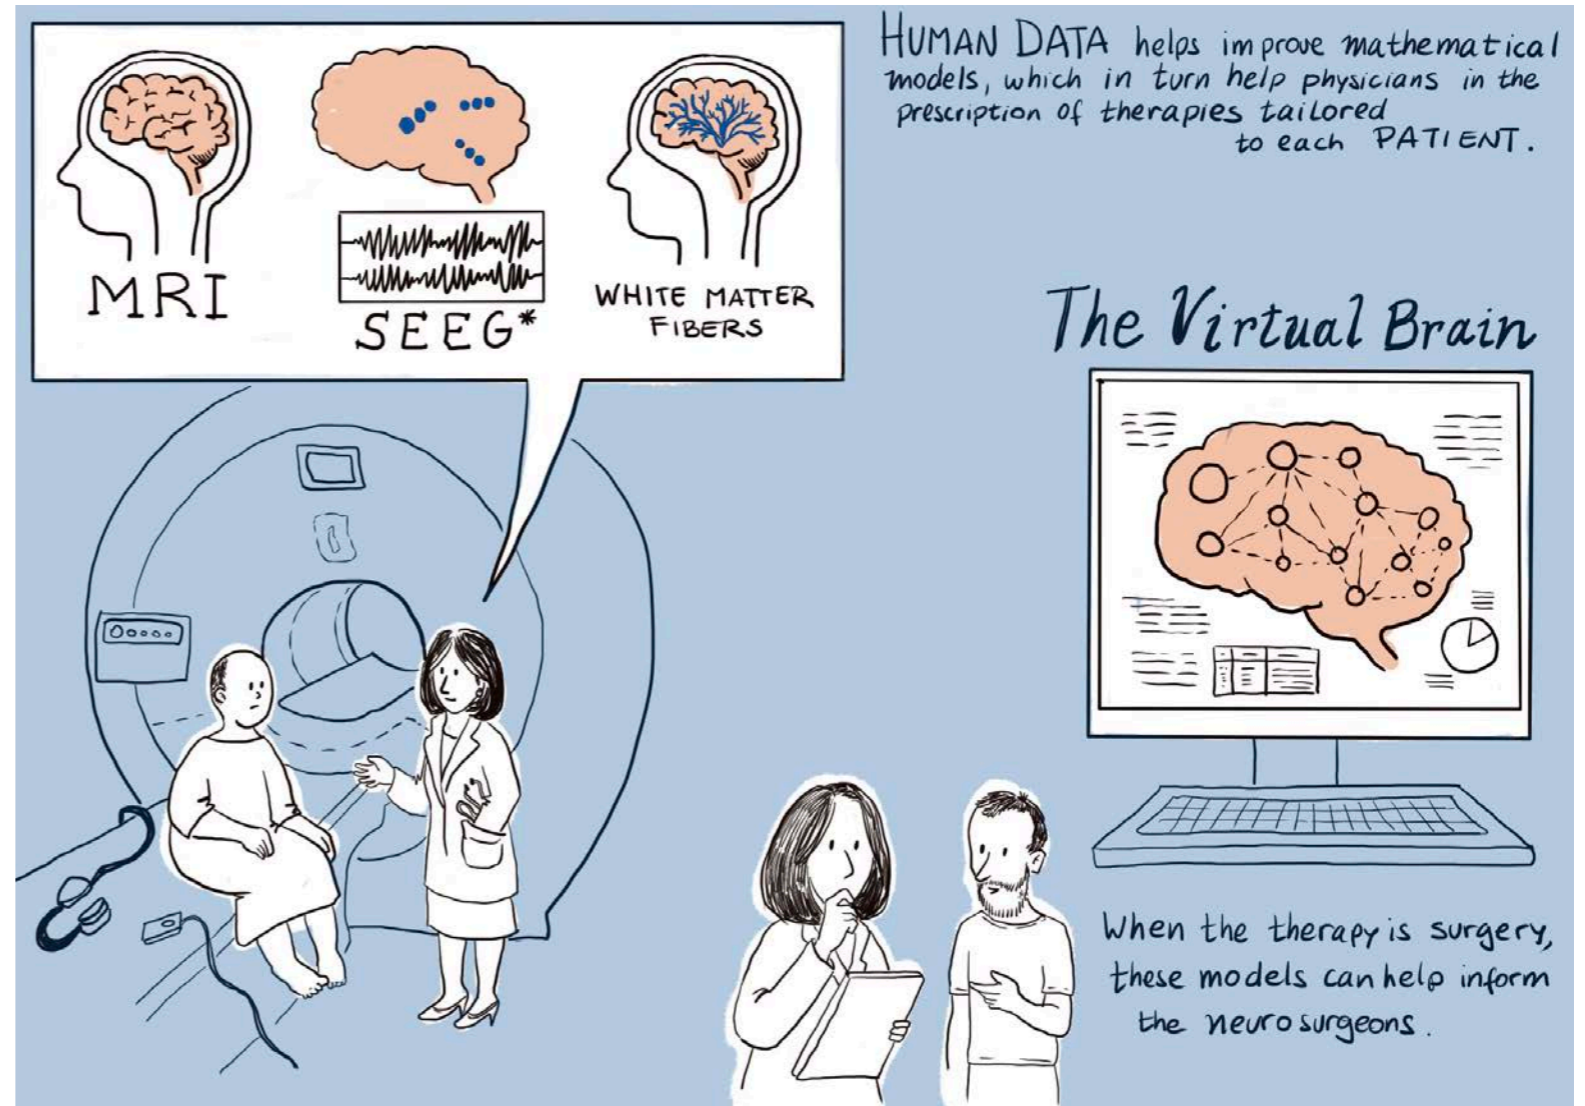 HUMAN DATA helps improve mathematical
models, which in turn help physicians in the
prescription of therapies tailored
to each PATIENT.
MRI
SEEG*
WHITE MATTER
FIBERS
The Virtual Brain
When the therapy is surgery,
these models can help inform
the neurosurgeons.